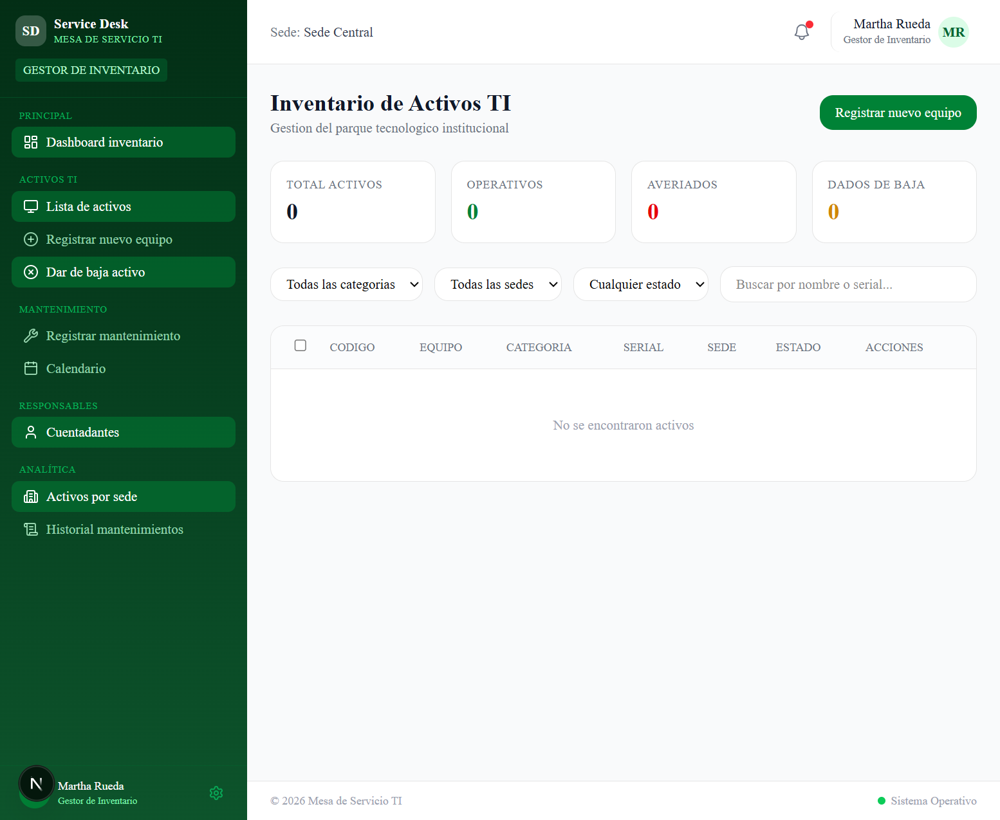 SD
Service Desk
MESA DE SERVICIO TI
GESTOR DE INVENTARIO
PRINCIPAL
Dashboard inventario
ACTIVOS TI
Lista de activos
Registrar nuevo equipo
Dar de baja activo
MANTENIMIENTO
Registrar mantenimiento
Calendario
RESPONSABLES
Cuentadantes
ANALÍTICA
Activos por sede
Historial mantenimientos
N
Martha Rueda
Gestor de Inventario
Sede: Sede Central
Martha Rueda
Gestor de Inventario
MR
Inventario de Activos TI
Gestion del parque tecnologico institucional
Registrar nuevo equipo
TOTAL ACTIVOS
0
OPERATIVOS
0
AVERIADOS
0
DADOS DE BAJA
0
Todas las categorias
Todas las sedes
Cualquier estado
Buscar por nombre o serial...
CODIGO EQUIPO CATEGORIA SERIAL SEDE ESTADO ACCIONES
No se encontraron activos
© 2026 Mesa de Servicio TI
Sistema Operativo